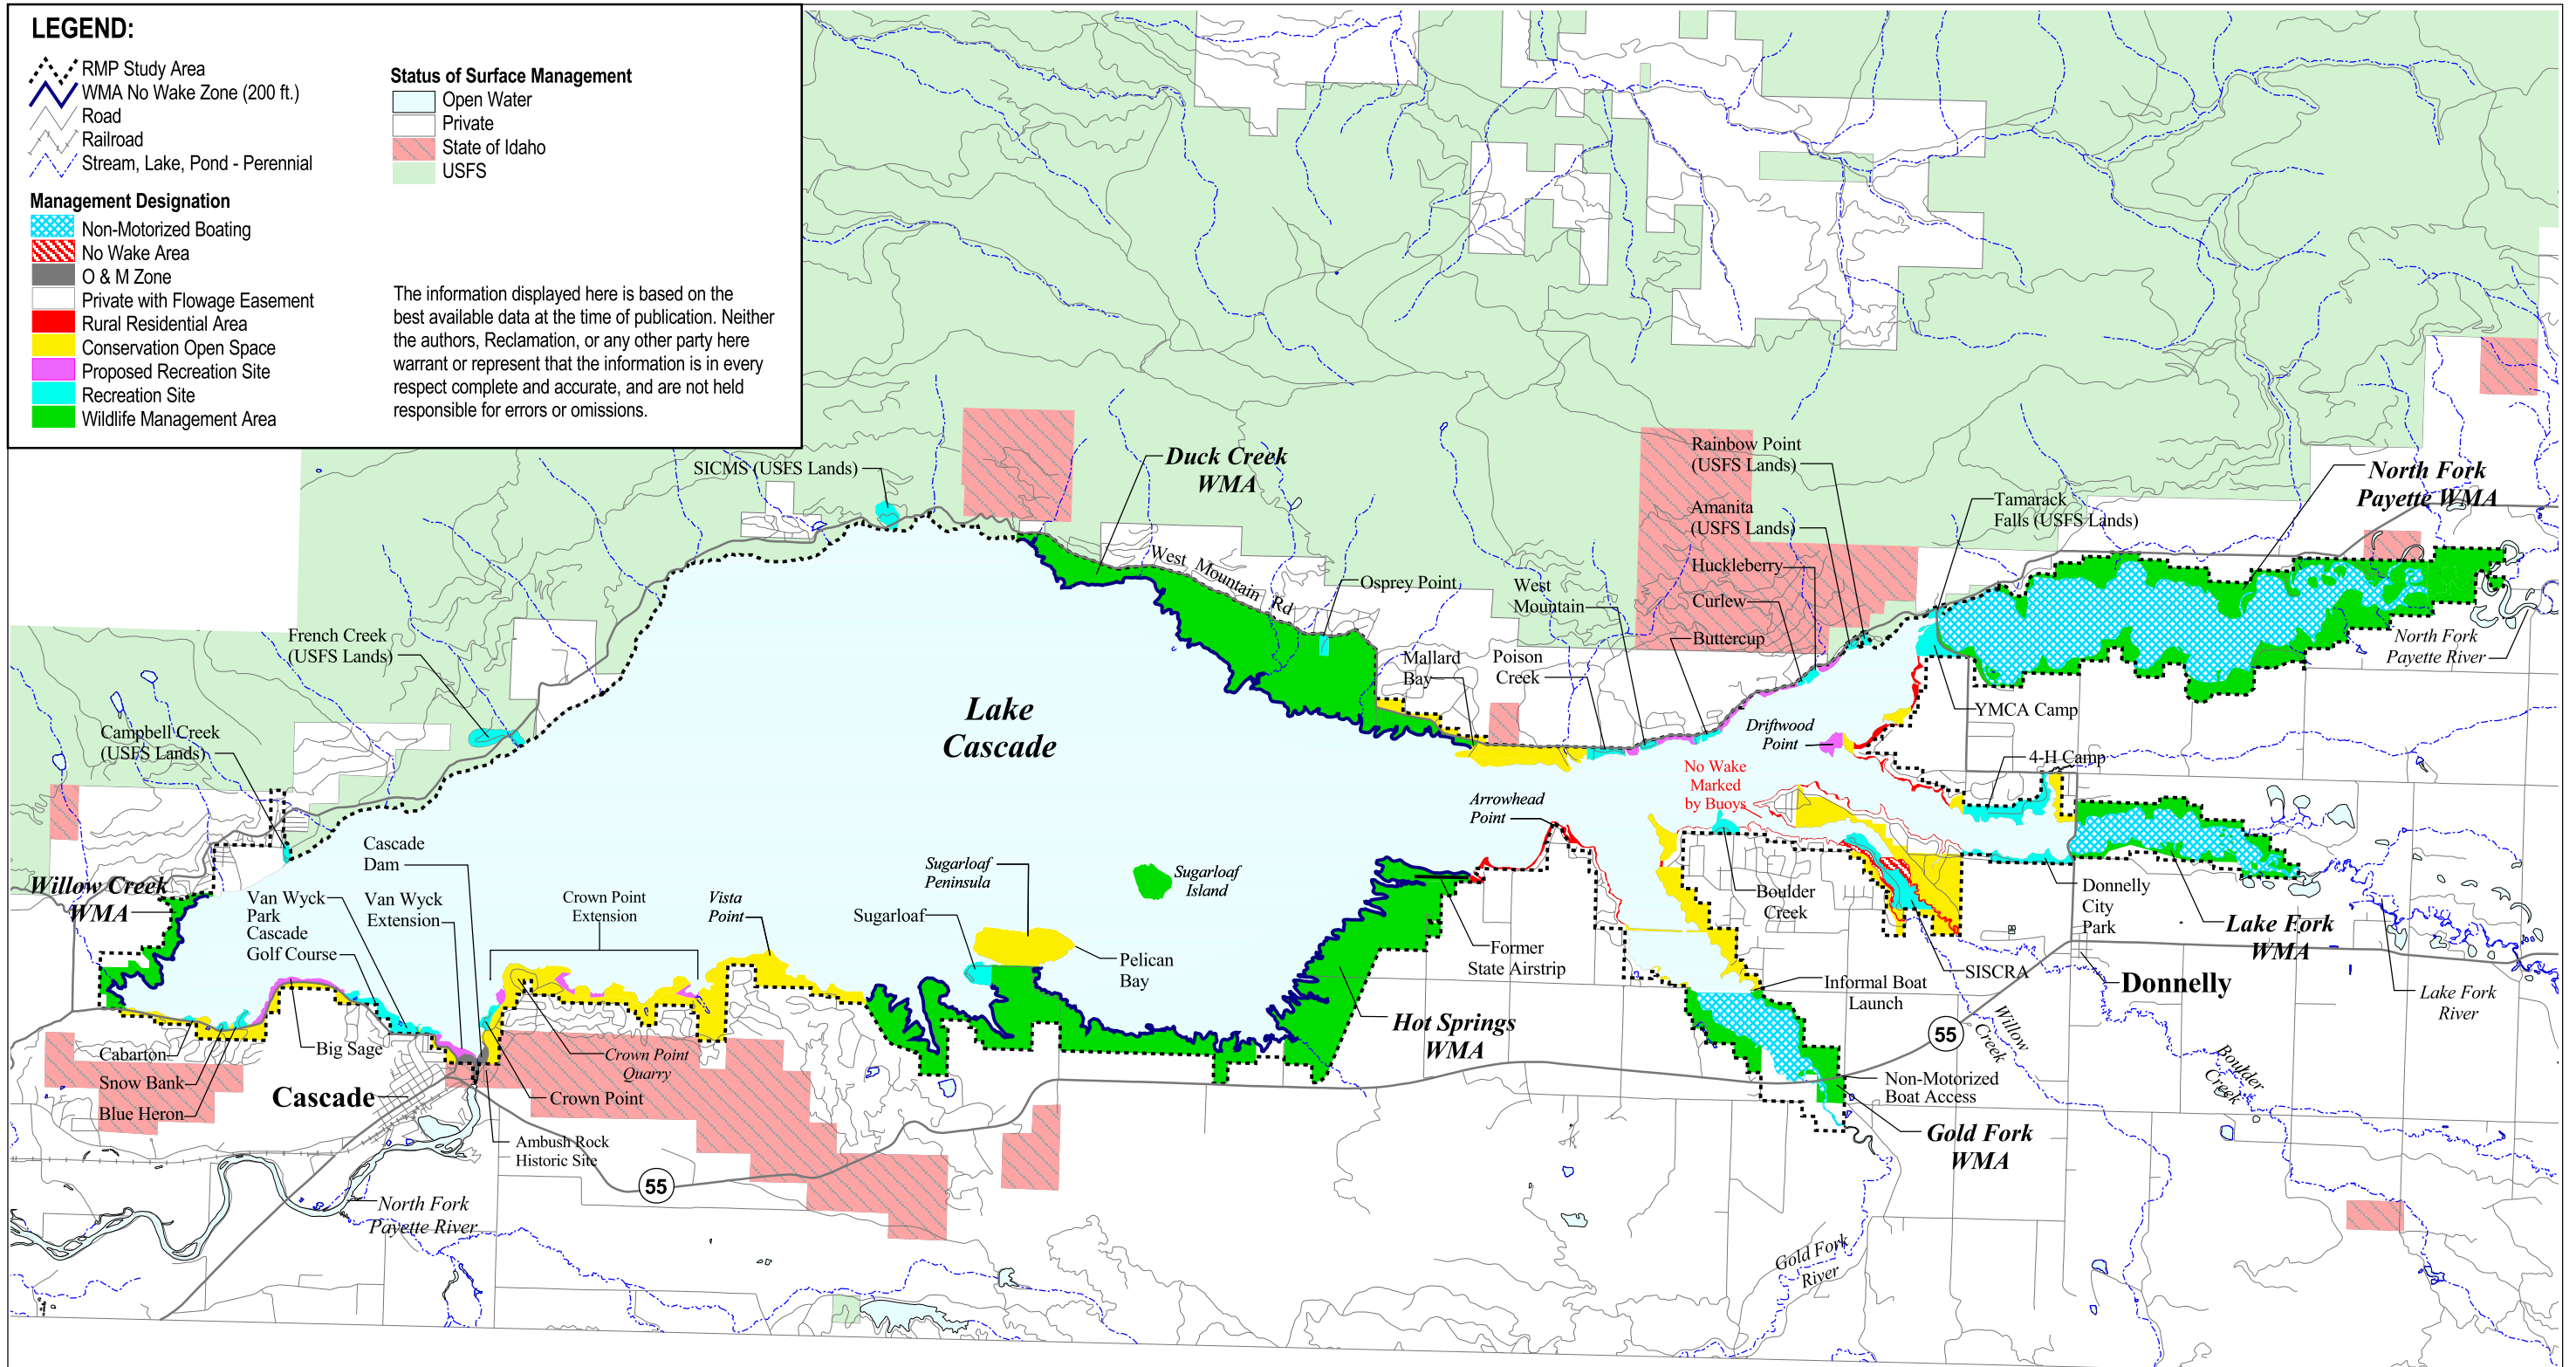 LEGEND:
RMP Study Area
WMA No Wake Zone (200 ft.)
Road
Railroad
Stream, Lake, Pond - Perennial
Management Designation
Non-Motorized Boating
No Wake Area
O & M Zone
Private with Flowage Easement
Rural Residential Area
Conservation Open Space
Proposed Recreation Site
Recreation Site
Wildlife Management Area
Status of Surface Management
Open Water
Private
State of Idaho
USFS
The information displayed here is based on the
best available data at the time of publication. Neither
the authors, Reclamation, or any other party here
warrant or represent that the information is in every
respect complete and accurate, and are not held
responsible for errors or omissions.
SICMS (USFS Lands)
Duck Creek
WMA
West Mountain Rd
Osprey Point
Mallard
Bay
Poison
Creek
West
Mountain
Rainbow Point
(USFS Lands)
Amanita
(USFS Lands)
Huckleberry
Curlew
Buttercup
Tamarack
Falls (USFS Lands)
North Fork
Payette WMA
North Fork
Payette River
YMCA Camp
Driftwood
Point
4-H Camp
No Wake
Marked
by Buoys
Arrowhead
Point
French Creek
(USFS Lands)
Campbell Creek
(USFS Lands)
Lake
Cascade
Willow Creek
WMA
Cascade
Dam
Van Wyck
Park
Cascade
Golf Course
Van Wyck
Extension
Crown Point
Extension
Vista
Point
Sugarloaf
Peninsula
Sugarloaf
Sugarloaf
Island
Pelican
Bay
Former
State Airstrip
Hot Springs
WMA
Boulder
Creek
Informal Boat
Launch
SISCRA
Donnelly
City
Park
Lake Fork
WMA
Donnelly
Lake Fork
River
55
Willow
Creek
Boulder
Creek
Non-Motorized
Boat Access
Gold Fork
WMA
Gold Fork
River
Cabarton
Snow Bank
Blue Heron
Big Sage
Cascade
Crown Point
Quarry
Crown Point
Ambush Rock
Historic Site
55
North Fork
Payette River